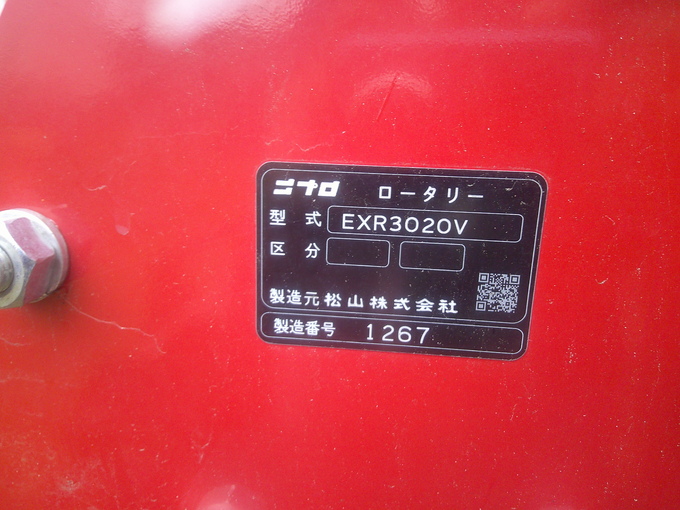 ニプロ ロータリー
型式 EXR3020V
区分
製造元 松山株式会社
製造番号 1267